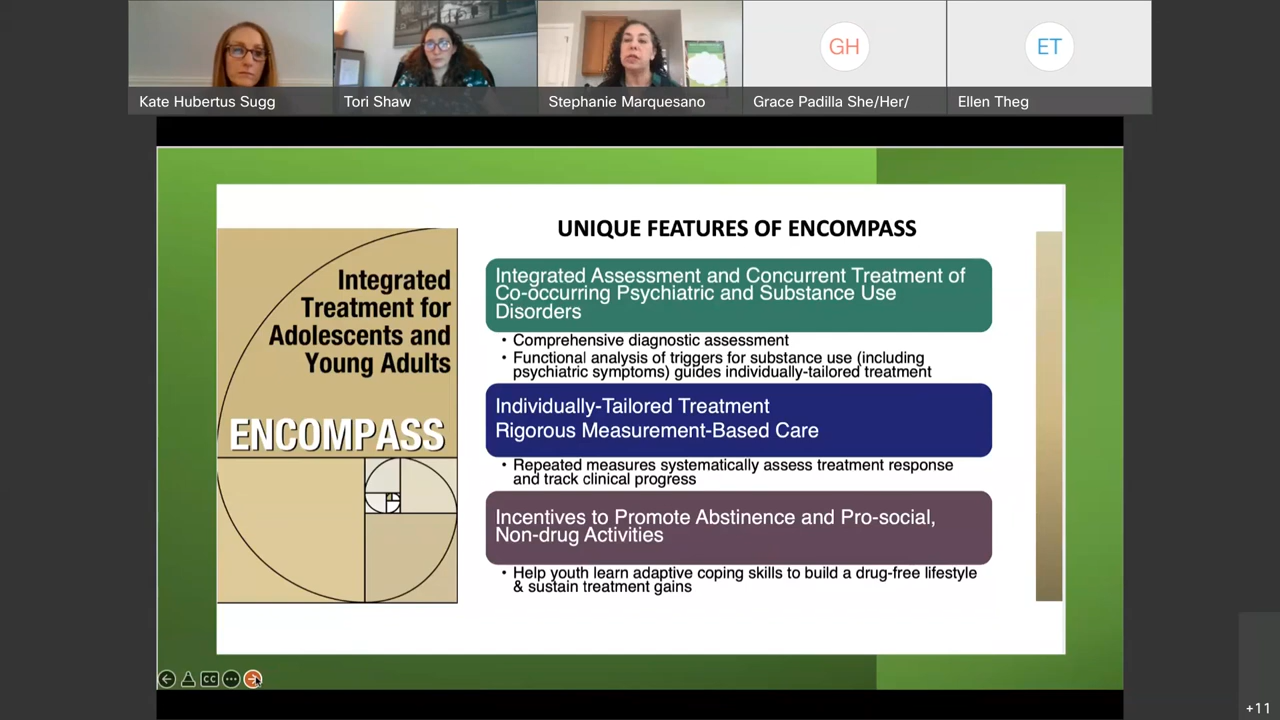 Kate Hubertus Sugg
Tori Shaw
Stephanie Marquesano
GH
Grace Padilla She/Her/
ET
Ellen Theg
Integrated
Treatment for
Adolescents and
Young Adults
ENCOMPASS
UNIQUE FEATURES OF ENCOMPASS
Integrated Assessment and Concurrent Treatment of
Co-occurring Psychiatric and Substance Use
Disorders
• Comprehensive diagnostic assessment
• Functional analysis of triggers for substance use (including
psychiatric symptoms) guides individually-tailored treatment
Individually-Tailored Treatment
Rigorous Measurement-Based Care
• Repeated measures systematically assess treatment response
and track clinical progress
Incentives to Promote Abstinence and Pro-social,
Non-drug Activities
• Help youth learn adaptive coping skills to build a drug-free lifestyle
& sustain treatment gains
CC
+11